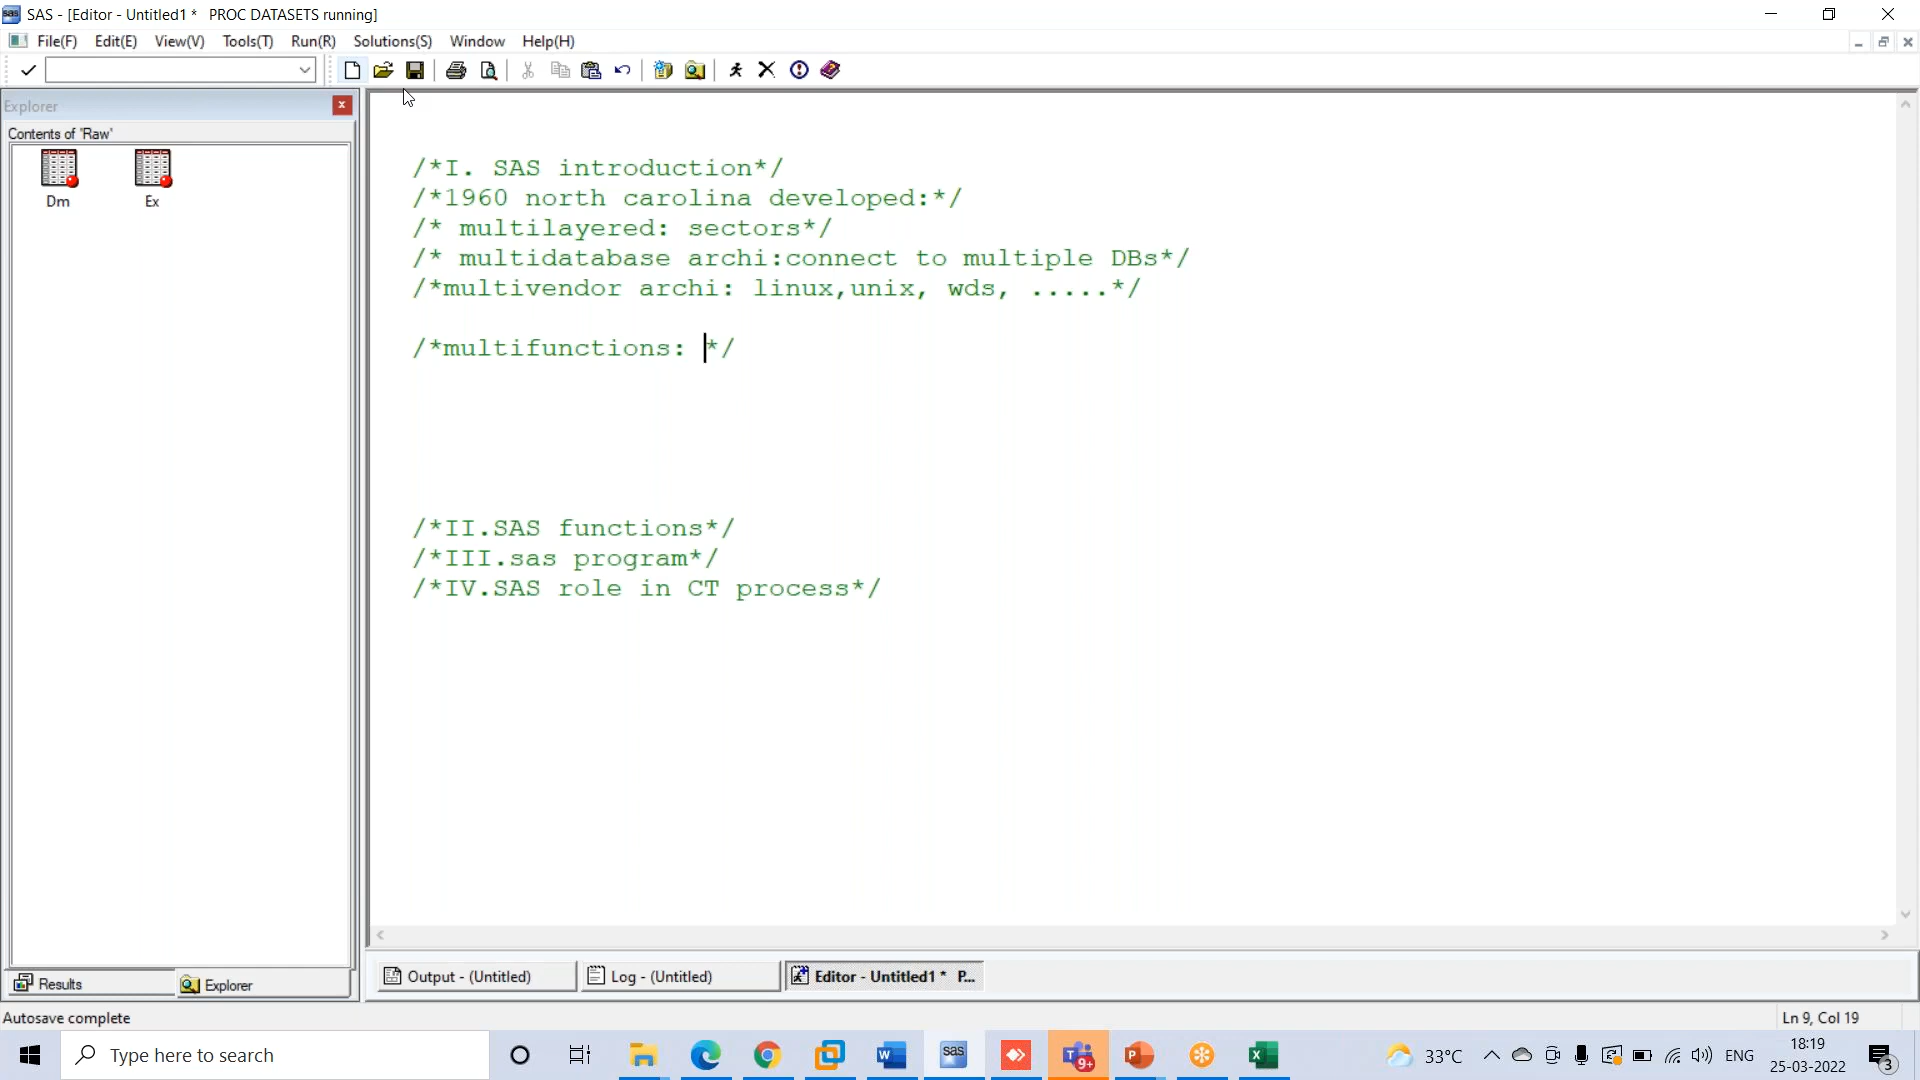 SAS - [Editor - Untitled1 * PROC DATASETS running]
File(F) Edit(E) View(V) Tools(T) Run(R) Solutions(S) Window Help(H)
Explorer
Contents of 'Raw'
Dm Ex
/*I. SAS introduction*/
/*1960 north carolina developed:*/
/* multilayered: sectors*/
/* multidatabase archi:connect to multiple DBs*/
/*multivendor archi: linux,unix, wds, .....*/
/*multifunctions: */
/*II.SAS functions*/
/*III.sas program*/
/*IV.SAS role in CT process*/
Results Explorer
Output - (Untitled) Log - (Untitled) Editor - Untitled1 * P...
Autosave complete
Ln 9, Col 19
Type here to search
sas
9+
33°C
ENG
18:19
25-03-2022
3